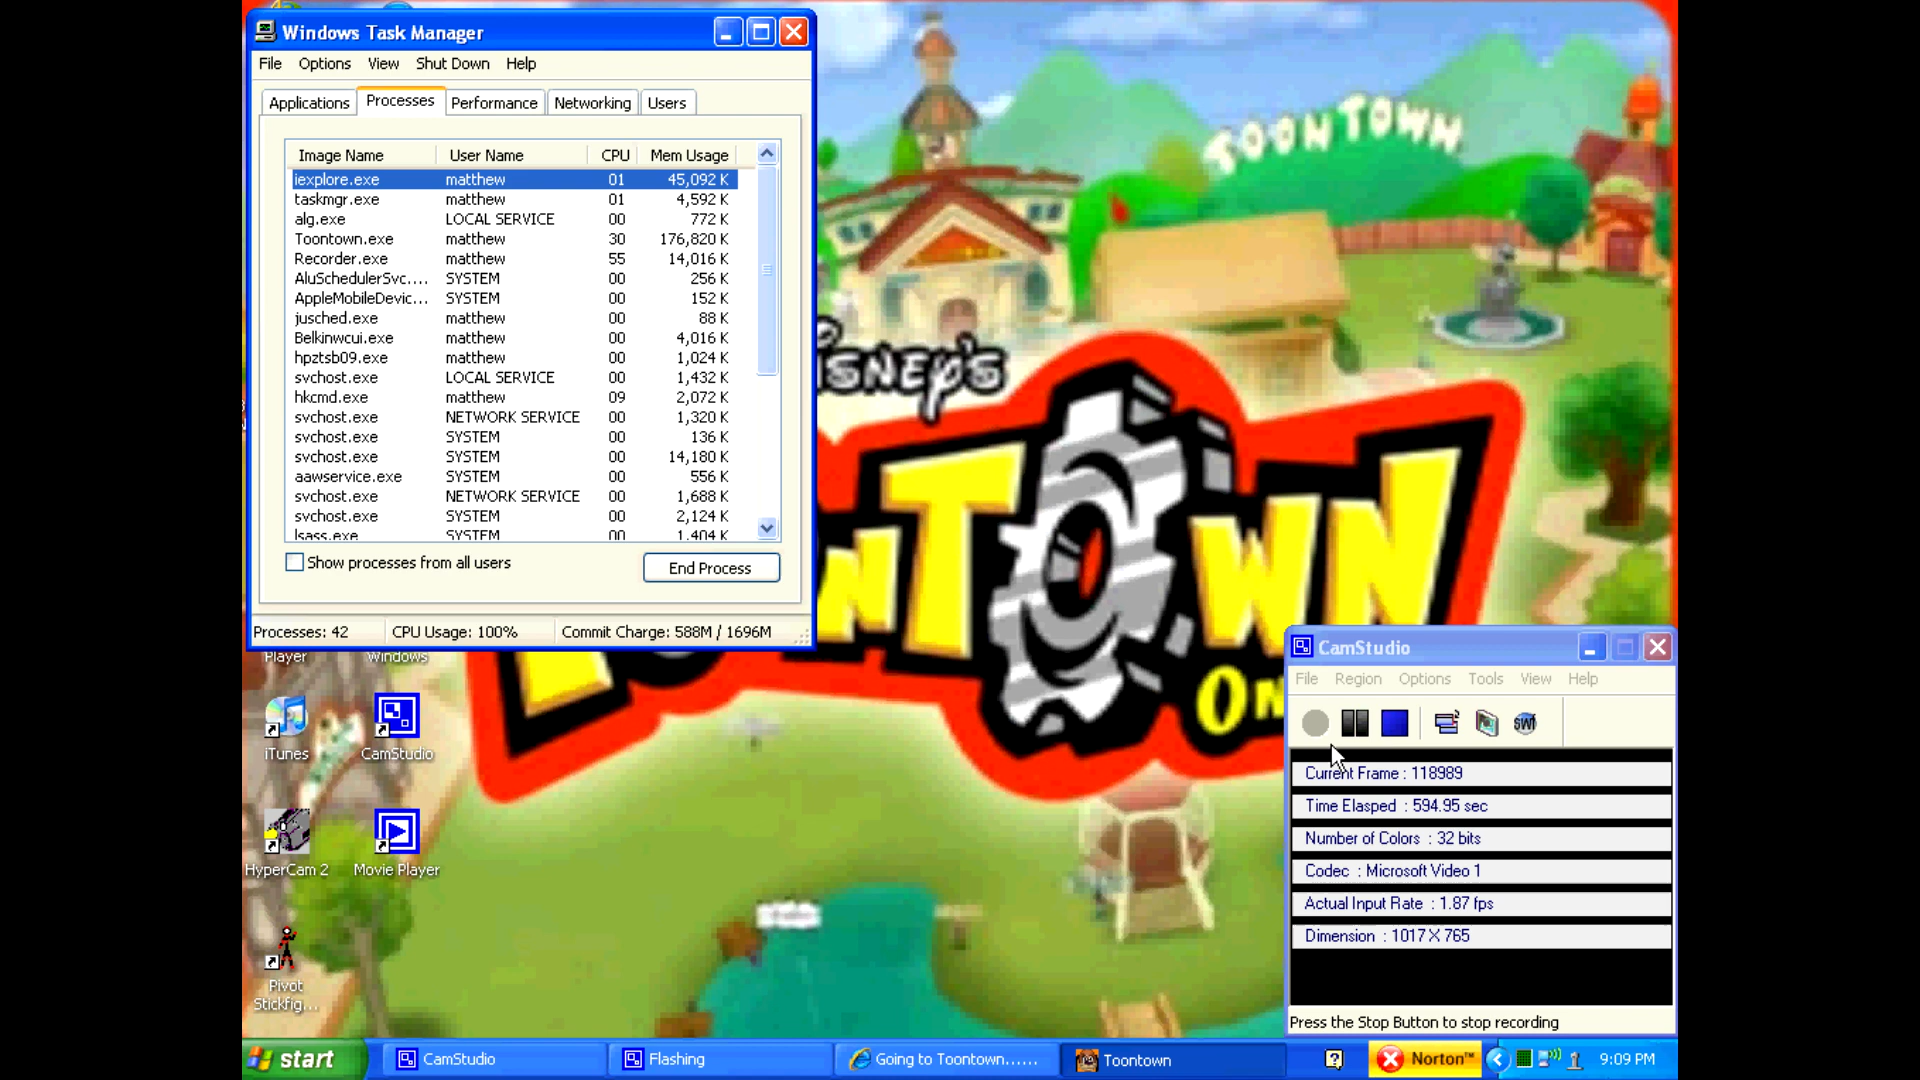 Windows Task Manager
File Options View Shut Down Help
Applications Processes Performance Networking Users
Image Name User Name CPU Mem Usage
iexplore.exe matthew 01 45,092 K
taskmgr.exe matthew 01 4,592 K
alg.exe LOCAL SERVICE 00 772 K
Toontown.exe matthew 30 176,820 K
Recorder.exe matthew 55 14,016 K
AluSchedulerSvc.... SYSTEM 00 256 K
AppleMobileDevic... SYSTEM 00 152 K
jusched.exe matthew 00 88 K
Belkinwcui.exe matthew 00 4,016 K
hpztsb09.exe matthew 00 1,024 K
svchost.exe LOCAL SERVICE 00 1,432 K
hkcmd.exe matthew 09 2,072 K
svchost.exe NETWORK SERVICE 00 1,320 K
svchost.exe SYSTEM 00 136 K
svchost.exe SYSTEM 00 14,180 K
aawservice.exe SYSTEM 00 556 K
svchost.exe NETWORK SERVICE 00 1,688 K
svchost.exe SYSTEM 00 2,124 K
lsass.exe SYSTEM 00 1,404 K
Show processes from all users
End Process
Processes: 42 CPU Usage: 100% Commit Charge: 588M / 1696M
TOONTOWN
DISNEY'S
TOONTOWN
ON
Player Windows
iTunes CamStudio
HyperCam 2 Movie Player
Pivot
Stickfig...
CamStudio
File Region Options Tools View Help
SWf
Current Frame : 118989
Time Elasped : 594.95 sec
Number of Colors : 32 bits
Codec : Microsoft Video 1
Actual Input Rate : 1.87 fps
Dimension : 1017 X 765
Press the Stop Button to stop recording
start CamStudio Flashing Going to Toontown...... Toontown Norton™ 9:09 PM